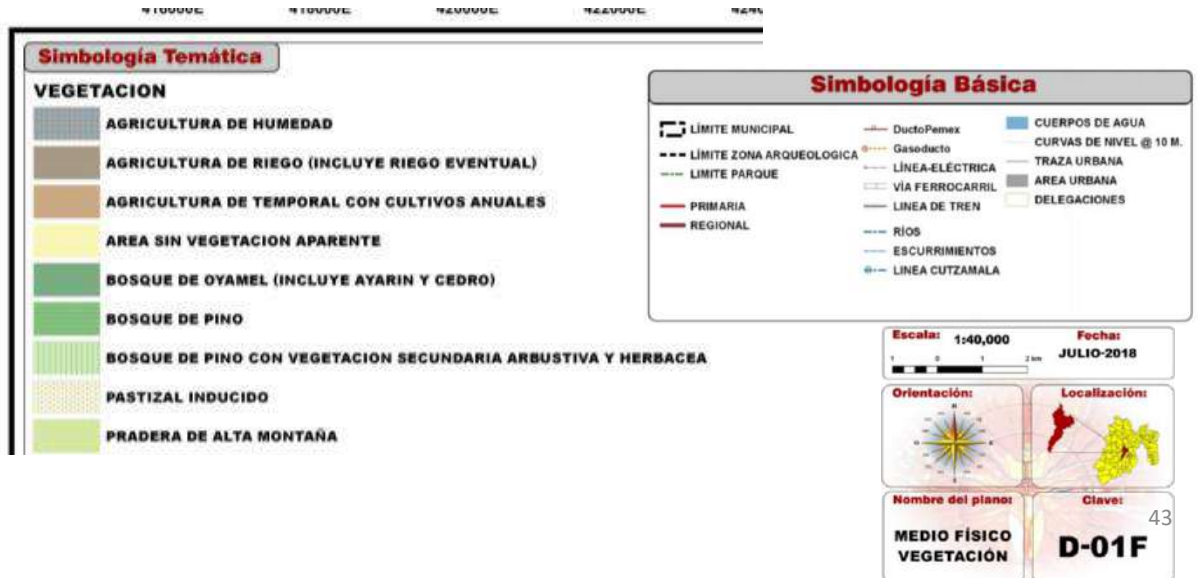 Simbología Temática
VEGETACION
AGRICULTURA DE HUMEDAD
AGRICULTURA DE RIEGO (INCLUYE RIEGO EVENTUAL)
AGRICULTURA DE TEMPORAL CON CULTIVOS ANUALES
AREA SIN VEGETACION APARENTE
BOSQUE DE OYAMEL (INCLUYE AYARIN Y CEDRO)
BOSQUE DE PINO
BOSQUE DE PINO CON VEGETACION SECUNDARIA ARBUSTIVA Y HERBACEA
PASTIZAL INDUCIDO
PRADERA DE ALTA MONTAÑA
Simbología Básica
LÍMITE MUNICIPAL
LÍMITE ZONA ARQUEOLOGICA
LIMITE PARQUE
PRIMARIA
REGIONAL
DuctoPemex
Gasoducto
LÍNEA-ELÉCTRICA
VÍA FERROCARRIL
LINEA DE TREN
RÍOS
ESCURRIMIENTOS
LINEA CUTZAMALA
CUERPOS DE AGUA
CURVAS DE NIVEL @ 10 M.
TRAZA URBANA
AREA URBANA
DELEGACIONES
Escala: 1:40,000
1 0 1 2 km
Fecha:
JULIO-2018
Orientación:
Localización:
Nombre del plano:
MEDIO FÍSICO
VEGETACIÓN
Clave:
D-01F
43